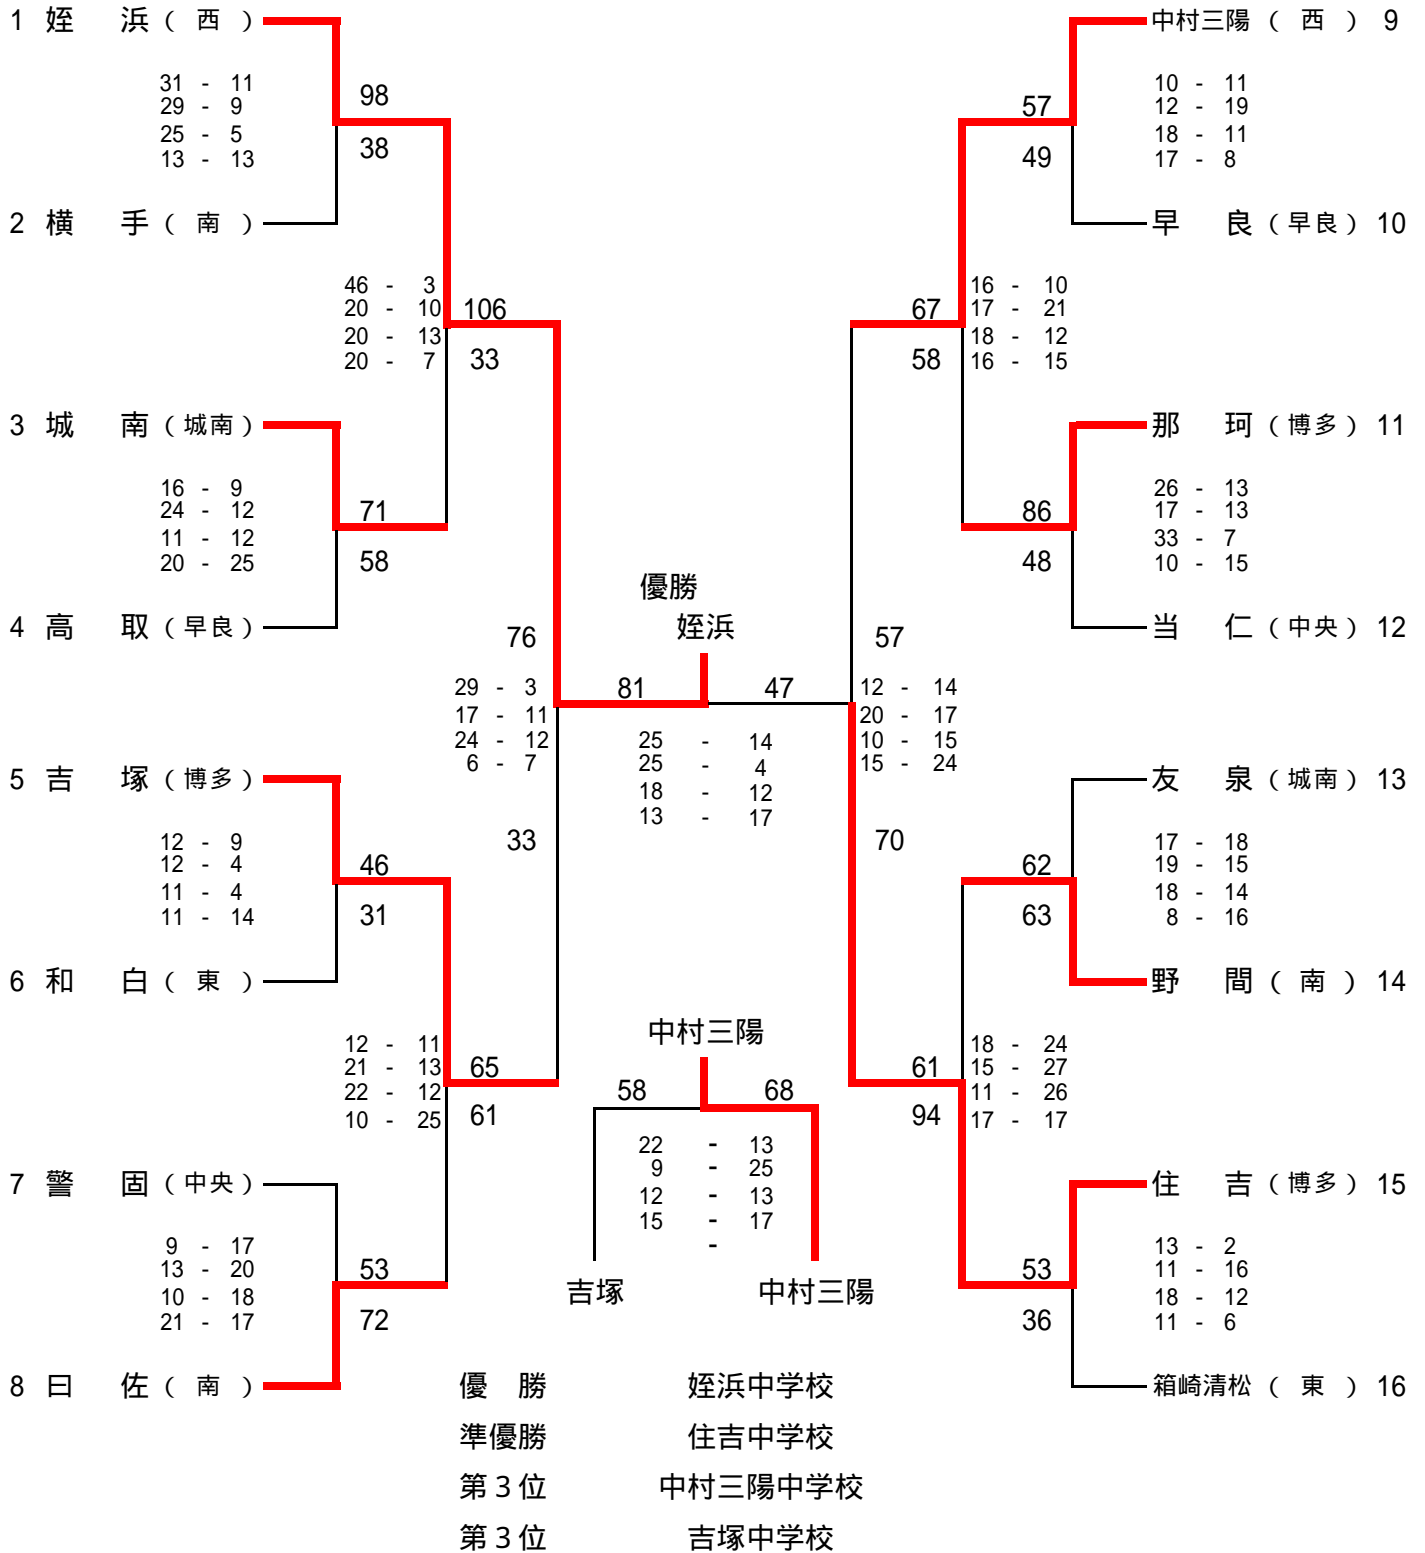 1 姪 浜 ( 西 )
31 - 11
29 - 9
25 - 5
13 - 13
98
38
2 横 手 ( 南 )
46 - 3
20 - 10
20 - 13
20 - 7
106
33
3 城 南 ( 城南 )
16 - 9
24 - 12
11 - 12
20 - 25
71
58
4 高 取 ( 早良 )
76
29 - 3
17 - 11
24 - 12
6 - 7
33
5 吉 塚 ( 博多 )
12 - 9
12 - 4
11 - 4
11 - 14
46
31
6 和 白 ( 東 )
12 - 11
21 - 13
22 - 12
10 - 25
65
61
7 警 固 ( 中央 )
9 - 17
13 - 20
10 - 18
21 - 17
53
72
8 曰 佐 ( 南 )
優勝
姪浜
81 47
25 - 14
25 - 4
18 - 12
13 - 17
中村三陽
58 68
22 - 13
9 - 25
12 - 13
15 - 17
-
吉塚 中村三陽
中村三陽 ( 西 ) 9
10 - 11
12 - 19
18 - 11
17 - 8
57
49
早 良 ( 早良 ) 10
67
58
16 - 10
17 - 21
18 - 12
16 - 15
那 珂 ( 博多 ) 11
26 - 13
17 - 13
33 - 7
10 - 15
86
48
当 仁 ( 中央 ) 12
57
12 - 14
20 - 17
10 - 15
15 - 24
70
友 泉 ( 城南 ) 13
17 - 18
19 - 15
18 - 14
8 - 16
62
63
野 間 ( 南 ) 14
61
94
18 - 24
15 - 27
11 - 26
17 - 17
住 吉 ( 博多 ) 15
13 - 2
11 - 16
18 - 12
11 - 6
53
36
箱崎清松 ( 東 ) 16
優 勝 姪浜中学校
準優勝 住吉中学校
第3位 中村三陽中学校
第3位 吉塚中学校